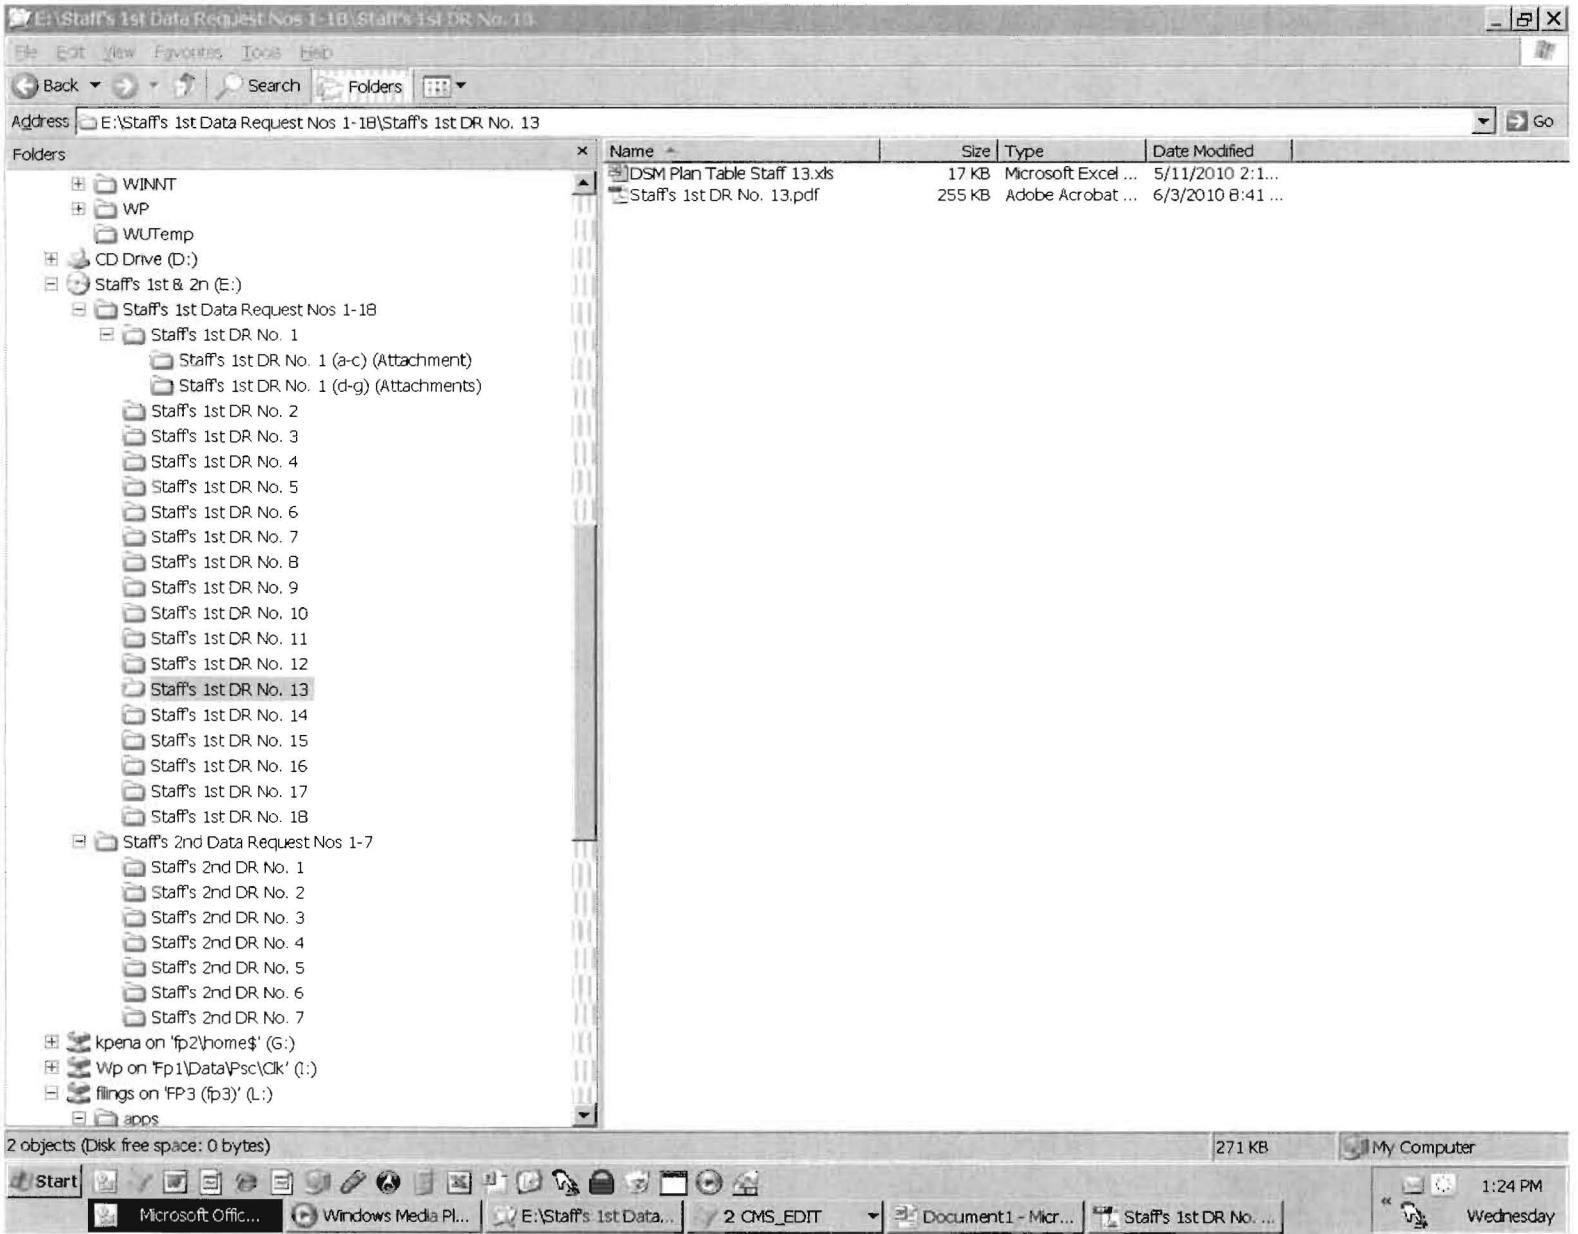 E:\Staff's 1st Data Request Nos 1-18\Staff's 1st DR No. 13
File Edit View Favorites Tools Help
Back Search Folders
Address E:\Staff's 1st Data Request Nos 1-18\Staff's 1st DR No. 13 Go
Folders × Name Size Type Date Modified
DSM Plan Table Staff 13.xls 17 KB Microsoft Excel ... 5/11/2010 2:1...
Staff's 1st DR No. 13.pdf 255 KB Adobe Acrobat ... 6/3/2010 8:41 ...
WINNT
WP
WUTemp
CD Drive (D:)
Staff's 1st & 2n (E:)
Staff's 1st Data Request Nos 1-18
Staff's 1st DR No. 1
Staff's 1st DR No. 1 (a-c) (Attachment)
Staff's 1st DR No. 1 (d-g) (Attachments)
Staff's 1st DR No. 2
Staff's 1st DR No. 3
Staff's 1st DR No. 4
Staff's 1st DR No. 5
Staff's 1st DR No. 6
Staff's 1st DR No. 7
Staff's 1st DR No. 8
Staff's 1st DR No. 9
Staff's 1st DR No. 10
Staff's 1st DR No. 11
Staff's 1st DR No. 12
Staff's 1st DR No. 13
Staff's 1st DR No. 14
Staff's 1st DR No. 15
Staff's 1st DR No. 16
Staff's 1st DR No. 17
Staff's 1st DR No. 18
Staff's 2nd Data Request Nos 1-7
Staff's 2nd DR No. 1
Staff's 2nd DR No. 2
Staff's 2nd DR No. 3
Staff's 2nd DR No. 4
Staff's 2nd DR No. 5
Staff's 2nd DR No. 6
Staff's 2nd DR No. 7
kpena on 'fp2\home$' (G:)
Wp on 'Fp1\Data\Psc\Clk' (I:)
filings on 'FP3 (fp3)' (L:)
apps
2 objects (Disk free space: 0 bytes) 271 KB My Computer
Start 1:24 PM
Microsoft Offic... Windows Media Pl... E:\Staff's 1st Data... 2 CMS_EDIT Document1 - Micr... Staff's 1st DR No. ... « Wednesday